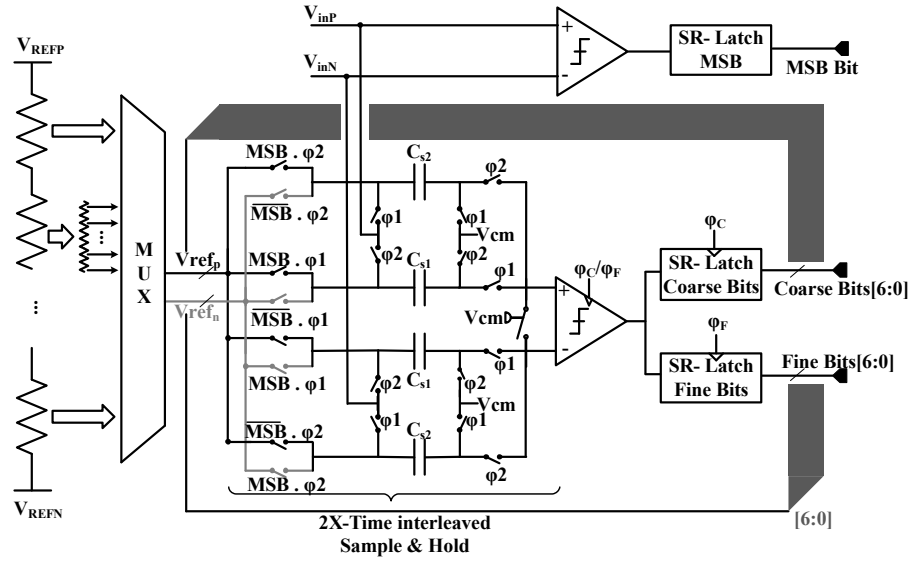 V_REFP
V_REFN
...
...
MUX
Vref_p
Vref_n
V_inP
V_inN
+
-
SR- Latch
MSB
MSB Bit
MSB . φ2
M̅S̅B̅ . φ2
MSB . φ1
M̅S̅B̅ . φ1
M̅S̅B̅ . φ1
MSB . φ1
M̅S̅B̅ . φ2
MSB . φ2
C_s2
φ2
φ1
φ1
Vcm
φ2
φ2
C_s1
φ1
C_s1
φ1
φ2
φ2
Vcm
φ1
φ1
C_s2
φ2
Vcm
φ_C/φ_F
+
-
φ_C
SR- Latch
Coarse Bits
Coarse Bits[6:0]
φ_F
SR- Latch
Fine Bits
Fine Bits[6:0]
[6:0]
2X-Time interleaved
Sample & Hold